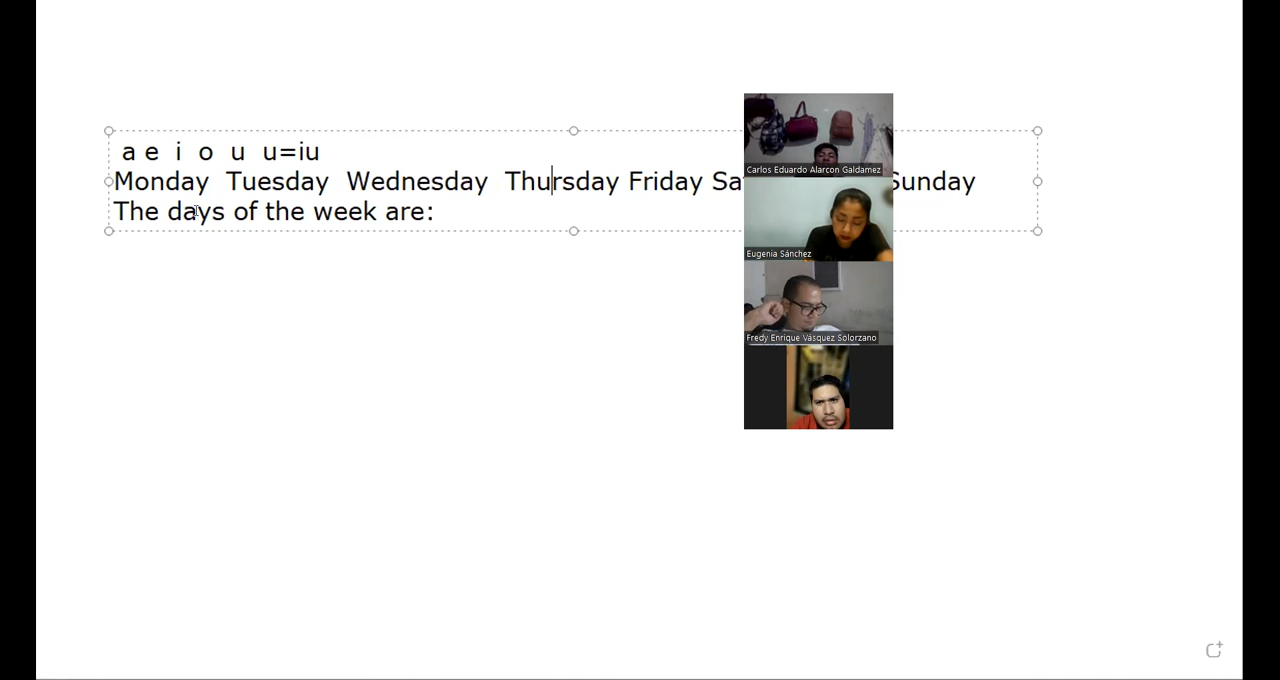 a e i o u u=iu
Monday Tuesday Wednesday Thursday Friday Sunday
The days of the week are:
Carlos Eduardo Alarcon Galdamez
Eugenia Sánchez
Fredy Enrique Vásquez Solorzano